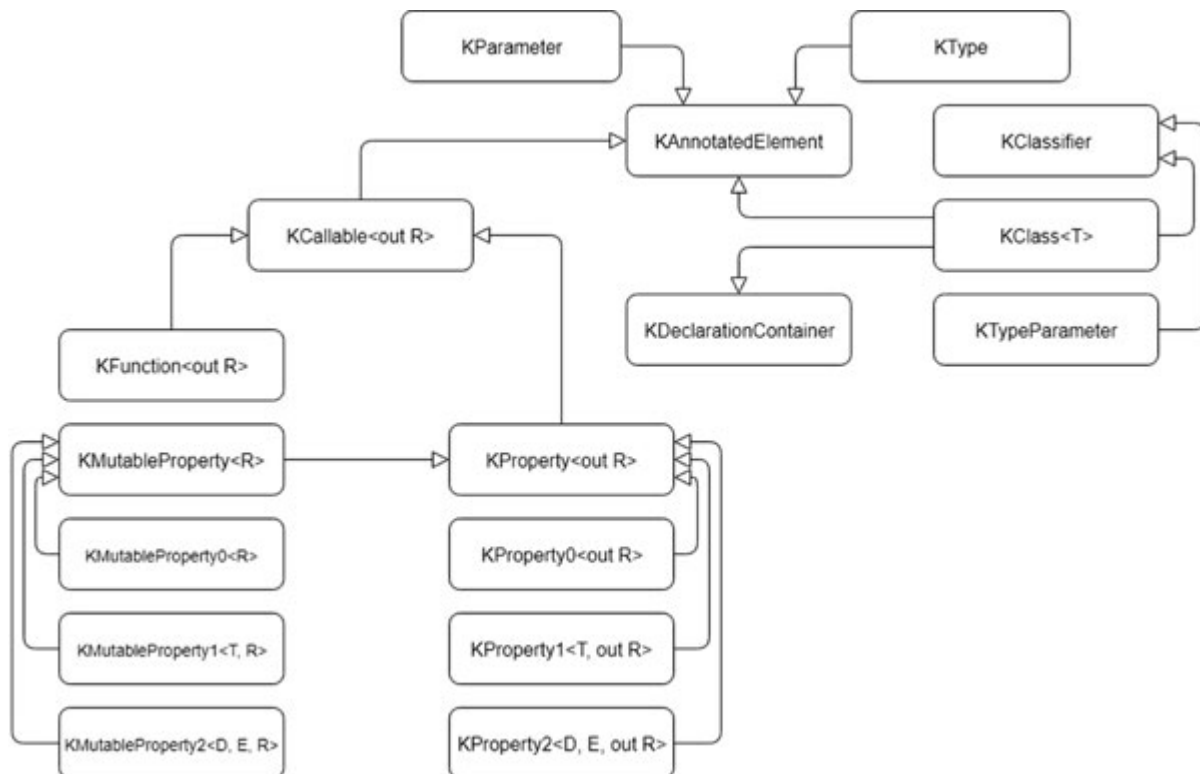 KParameter
KType
KAnnotatedElement
KClassifier
KCallable<out R>
KClass<T>
KDeclarationContainer
KTypeParameter
KFunction<out R>
KMutableProperty<R>
KProperty<out R>
KMutableProperty0<R>
KProperty0<out R>
KMutableProperty1<T, R>
KProperty1<T, out R>
KMutableProperty2<D, E, R>
KProperty2<D, E, out R>